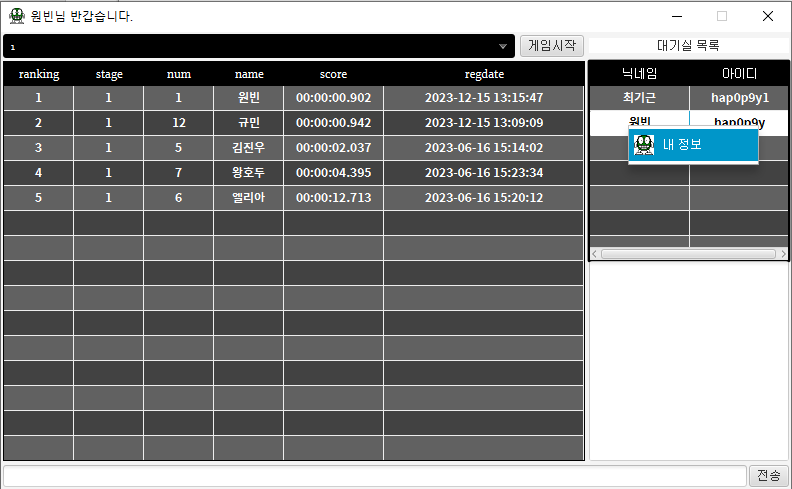 원빈님 반갑습니다.
1
게임시작
대기실 목록
ranking stage num name score regdate
1 1 1 원빈 00:00:00.902 2023-12-15 13:15:47
2 1 12 규민 00:00:00.942 2023-12-15 13:09:09
3 1 5 김진우 00:00:02.037 2023-06-16 15:14:02
4 1 7 왕호두 00:00:04.395 2023-06-16 15:23:34
5 1 6 엘리아 00:00:12.713 2023-06-16 15:20:12
닉네임 아이디
최기근 hap0p9y1
원빈 hap0p9y
내 정보
전송